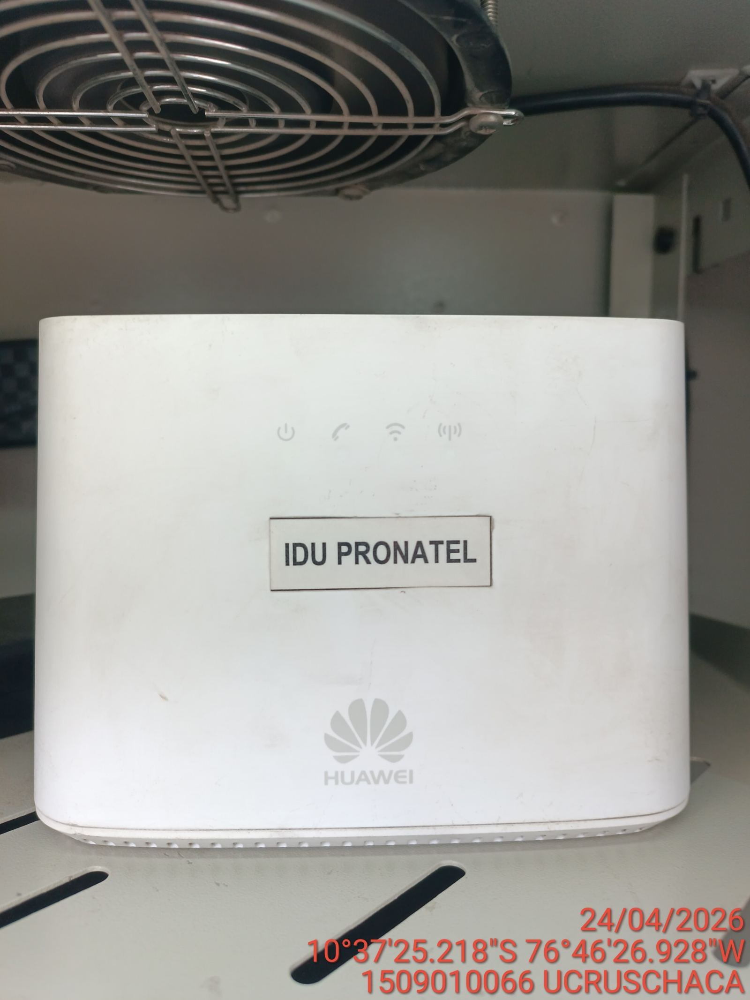 IDU PRONATEL
HUAWEI
24/04/2026
10°37'25.218"S 76°46'26.928"W
1509010066 UCRUSCHACA